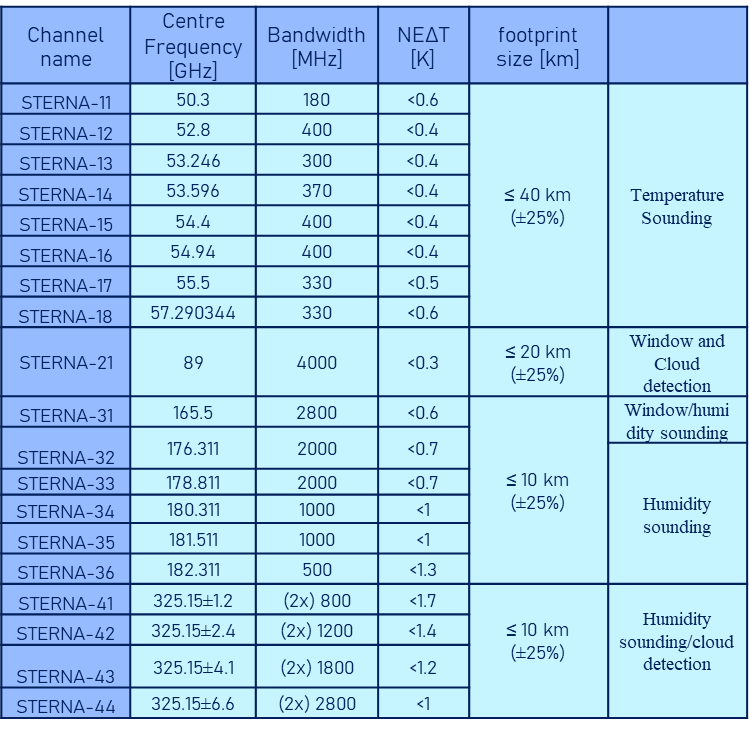 Channel name
Centre Frequency [GHz]
Bandwidth [MHz]
NEΔT [K]
footprint size [km]
STERNA-11 50.3 180 <0.6
STERNA-12 52.8 400 <0.4
STERNA-13 53.246 300 <0.4
STERNA-14 53.596 370 <0.4
≤ 40 km (±25%)
Temperature Sounding
STERNA-15 54.4 400 <0.4
STERNA-16 54.94 400 <0.4
STERNA-17 55.5 330 <0.5
STERNA-18 57.290344 330 <0.6
STERNA-21 89 4000 <0.3
≤ 20 km (±25%)
Window and Cloud detection
STERNA-31 165.5 2800 <0.6
Window/humi
dity sounding
STERNA-32 176.311 2000 <0.7
STERNA-33 178.811 2000 <0.7
≤ 10 km (±25%)
STERNA-34 180.311 1000 <1
Humidity sounding
STERNA-35 181.511 1000 <1
STERNA-36 182.311 500 <1.3
STERNA-41 325.15±1.2 (2x) 800 <1.7
STERNA-42 325.15±2.4 (2x) 1200 <1.4
≤ 10 km (±25%)
Humidity sounding/cloud detection
STERNA-43 325.15±4.1 (2x) 1800 <1.2
STERNA-44 325.15±6.6 (2x) 2800 <1